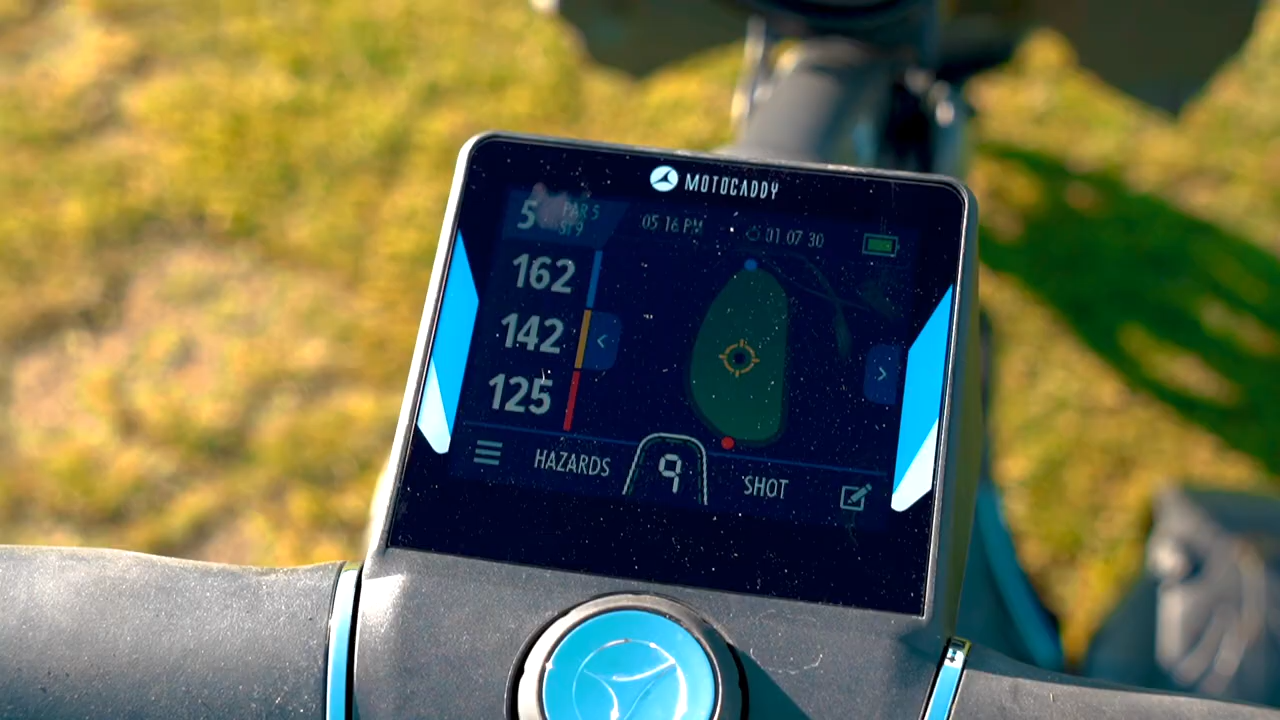 MOTOCADDY
5 PAR 5 05 16 PM 01 07 30
SI 9
162
142 < >
125
HAZARDS 9 SHOT